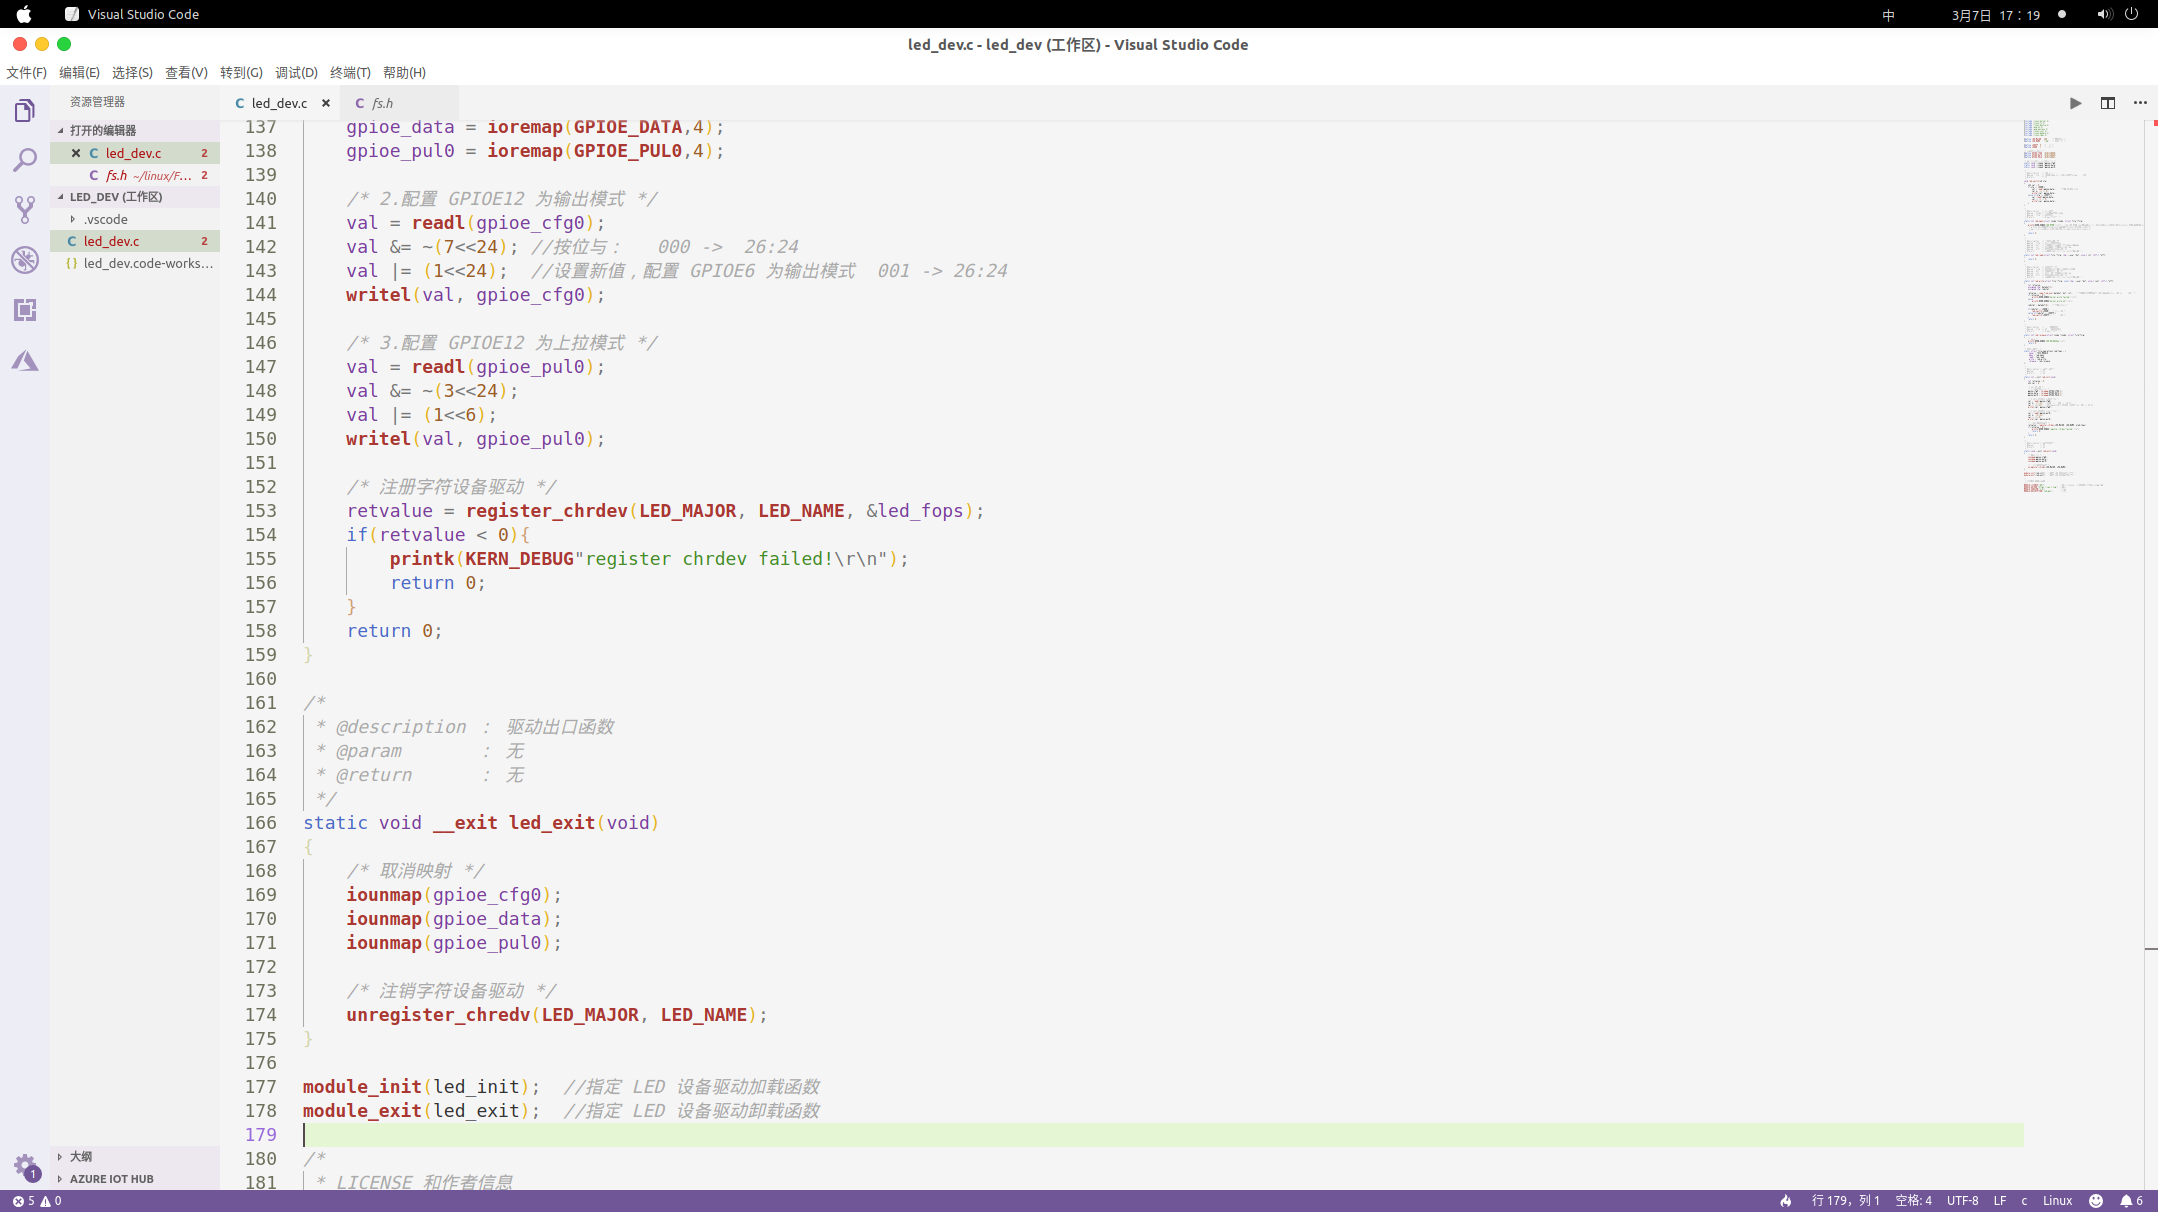 Visual Studio Code
中
3月7日 17：19
led_dev.c - led_dev (工作区) - Visual Studio Code
文件(F) 编辑(E) 选择(S) 查看(V) 转到(G) 调试(D) 终端(T) 帮助(H)
资源管理器
打开的编辑器
led_dev.c 2
fs.h ~/linux/F... 2
LED_DEV (工作区)
.vscode
led_dev.c 2
led_dev.code-works...
大纲
AZURE IOT HUB
1
led_dev.c
fs.h
137 gpioe_data = ioremap(GPIOE_DATA,4);
138 gpioe_pul0 = ioremap(GPIOE_PUL0,4);
139
140 /* 2.配置 GPIOE12 为输出模式 */
141 val = readl(gpioe_cfg0);
142 val &= ~(7<<24); //按位与： 000 -> 26:24
143 val |= (1<<24); //设置新值，配置 GPIOE6 为输出模式 001 -> 26:24
144 writel(val, gpioe_cfg0);
145
146 /* 3.配置 GPIOE12 为上拉模式 */
147 val = readl(gpioe_pul0);
148 val &= ~(3<<24);
149 val |= (1<<6);
150 writel(val, gpioe_pul0);
151
152 /* 注册字符设备驱动 */
153 retvalue = register_chrdev(LED_MAJOR, LED_NAME, &led_fops);
154 if(retvalue < 0){
155 printk(KERN_DEBUG"register chrdev failed!\r\n");
156 return 0;
157 }
158 return 0;
159 }
160
161 /*
162 * @description : 驱动出口函数
163 * @param : 无
164 * @return : 无
165 */
166 static void __exit led_exit(void)
167 {
168 /* 取消映射 */
169 iounmap(gpioe_cfg0);
170 iounmap(gpioe_data);
171 iounmap(gpioe_pul0);
172
173 /* 注销字符设备驱动 */
174 unregister_chredv(LED_MAJOR, LED_NAME);
175 }
176
177 module_init(led_init); //指定 LED 设备驱动加载函数
178 module_exit(led_exit); //指定 LED 设备驱动卸载函数
179
180 /*
181 * LICENSE 和作者信息
5 0
行 179，列 1 空格: 4 UTF-8 LF c Linux 6